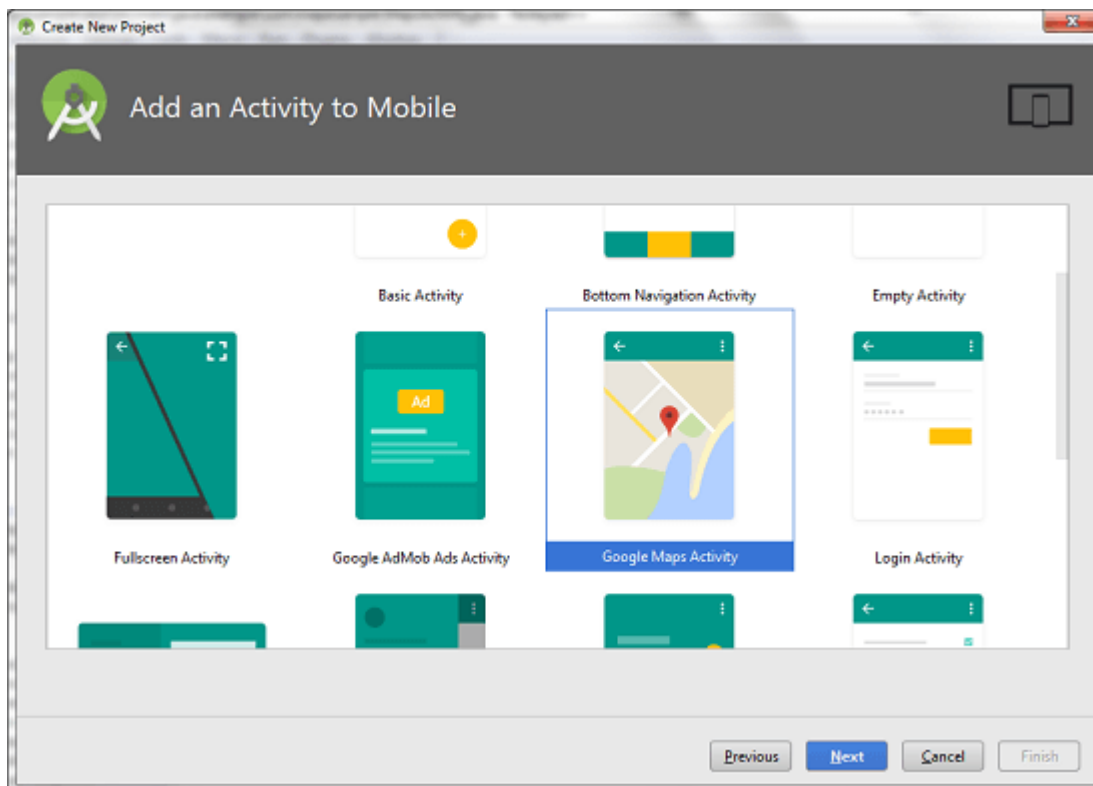 Create New Project
Add an Activity to Mobile
Basic Activity
Bottom Navigation Activity
Empty Activity
Ad
Fullscreen Activity
Google AdMob Ads Activity
Google Maps Activity
Login Activity
Previous
Next
Cancel
Finish